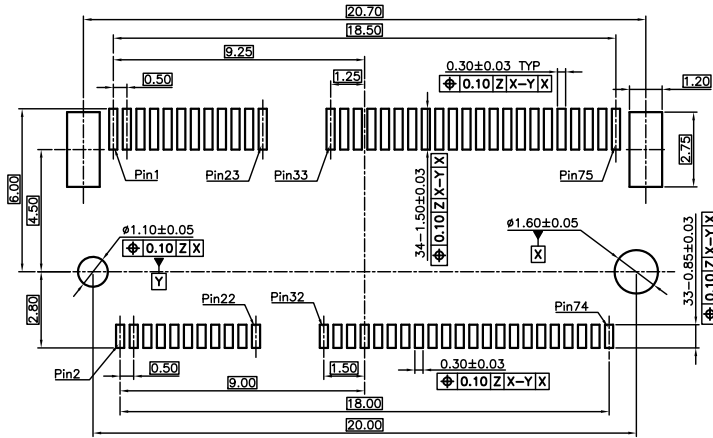 20.70
18.50
9.25
0.50
1.25
0.30±0.03 TYP
⌖ 0.10 Z X-Y X
1.20
Pin1
Pin23
Pin33
Pin75
2.75
6.00
4.50
34-1.50±0.03
⌖ 0.10 Z X-Y X
ø1.10±0.05
⌖ 0.10 Z X
Y
ø1.60±0.05
X
33-0.85±0.03
⌖ 0.10 Z X-Y
2.80
Pin22
Pin32
Pin74
Pin2
0.50
1.50
0.30±0.03
⌖ 0.10 Z X-Y X
9.00
18.00
20.00